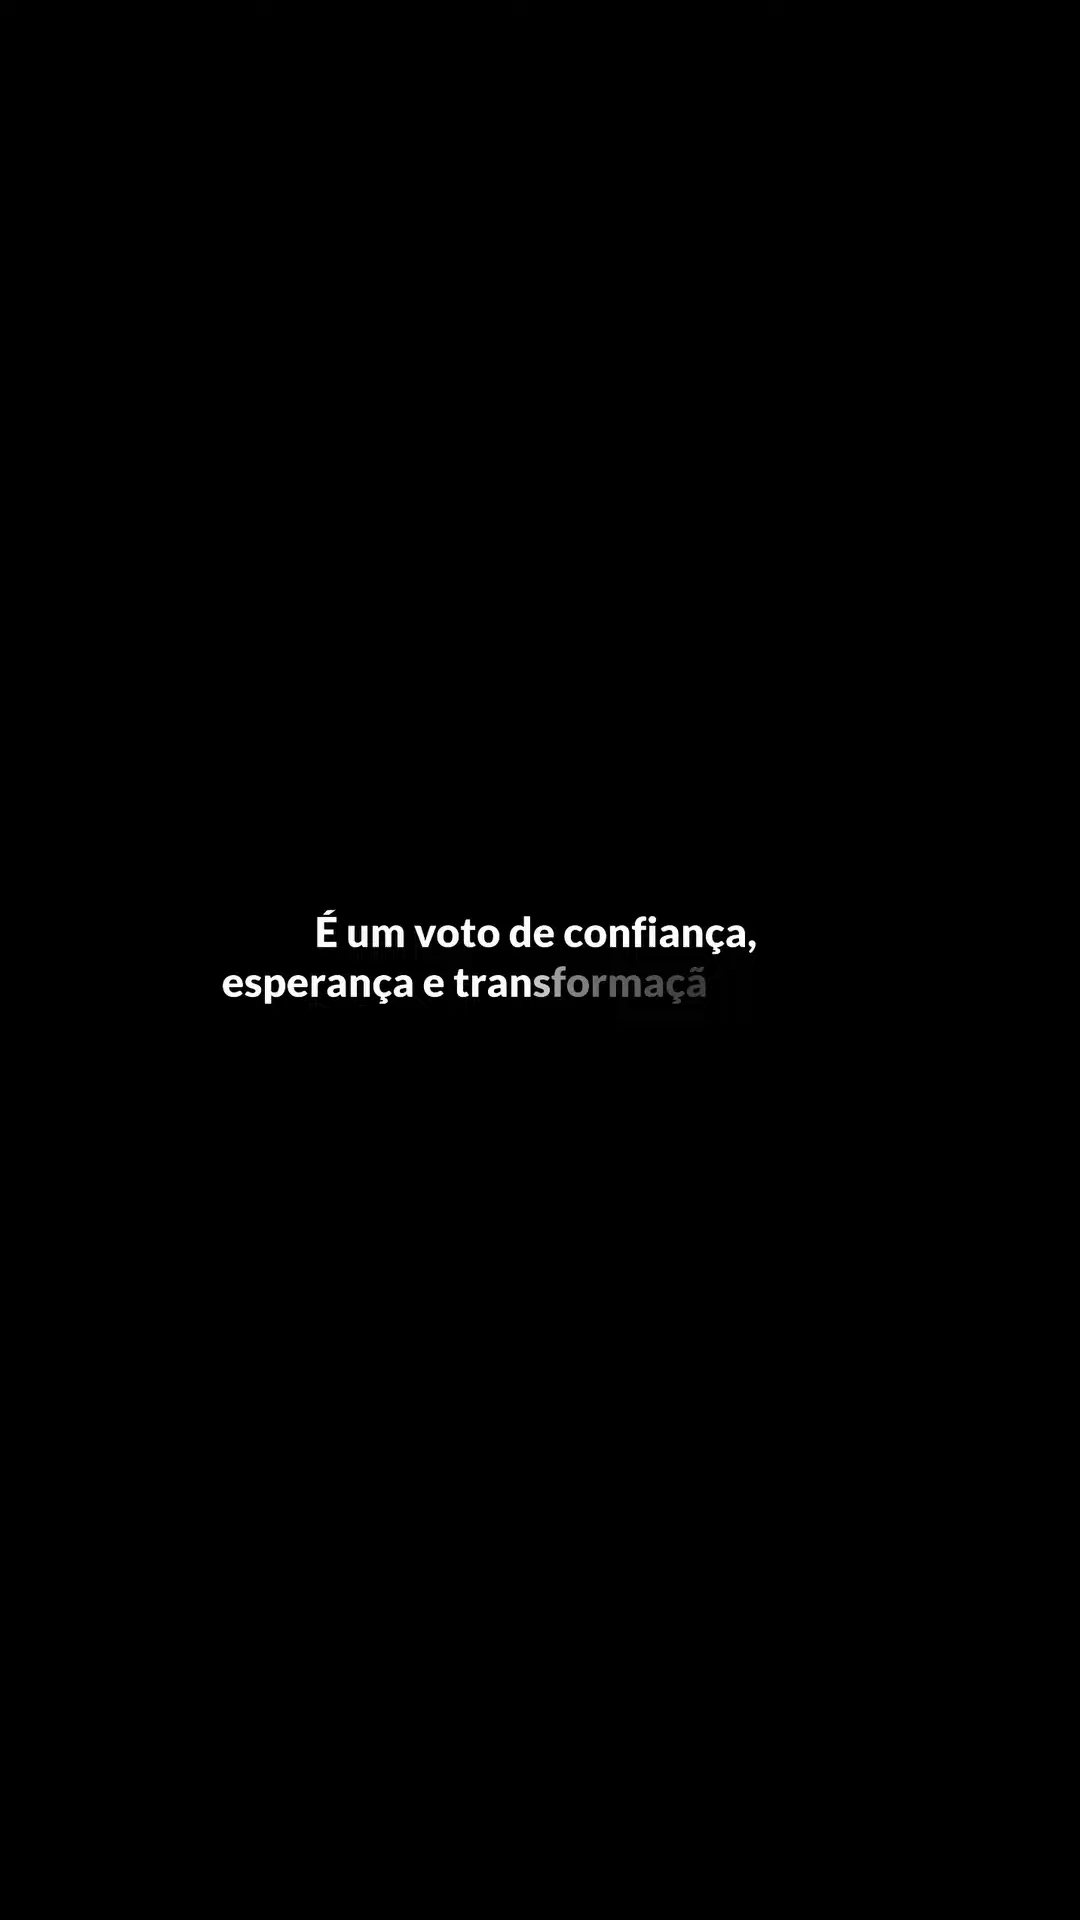 É um voto de confiança,
esperança e transformaçã